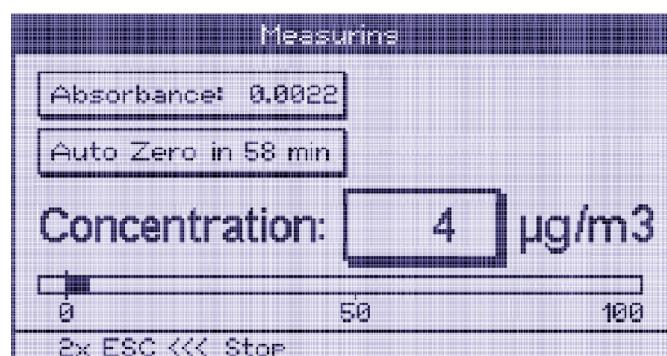 Measuring
Absorbance: 0.0022
Auto Zero in 58 min
Concentration: 4 µg/m3
0 50 100
2x ESC <<< Stop